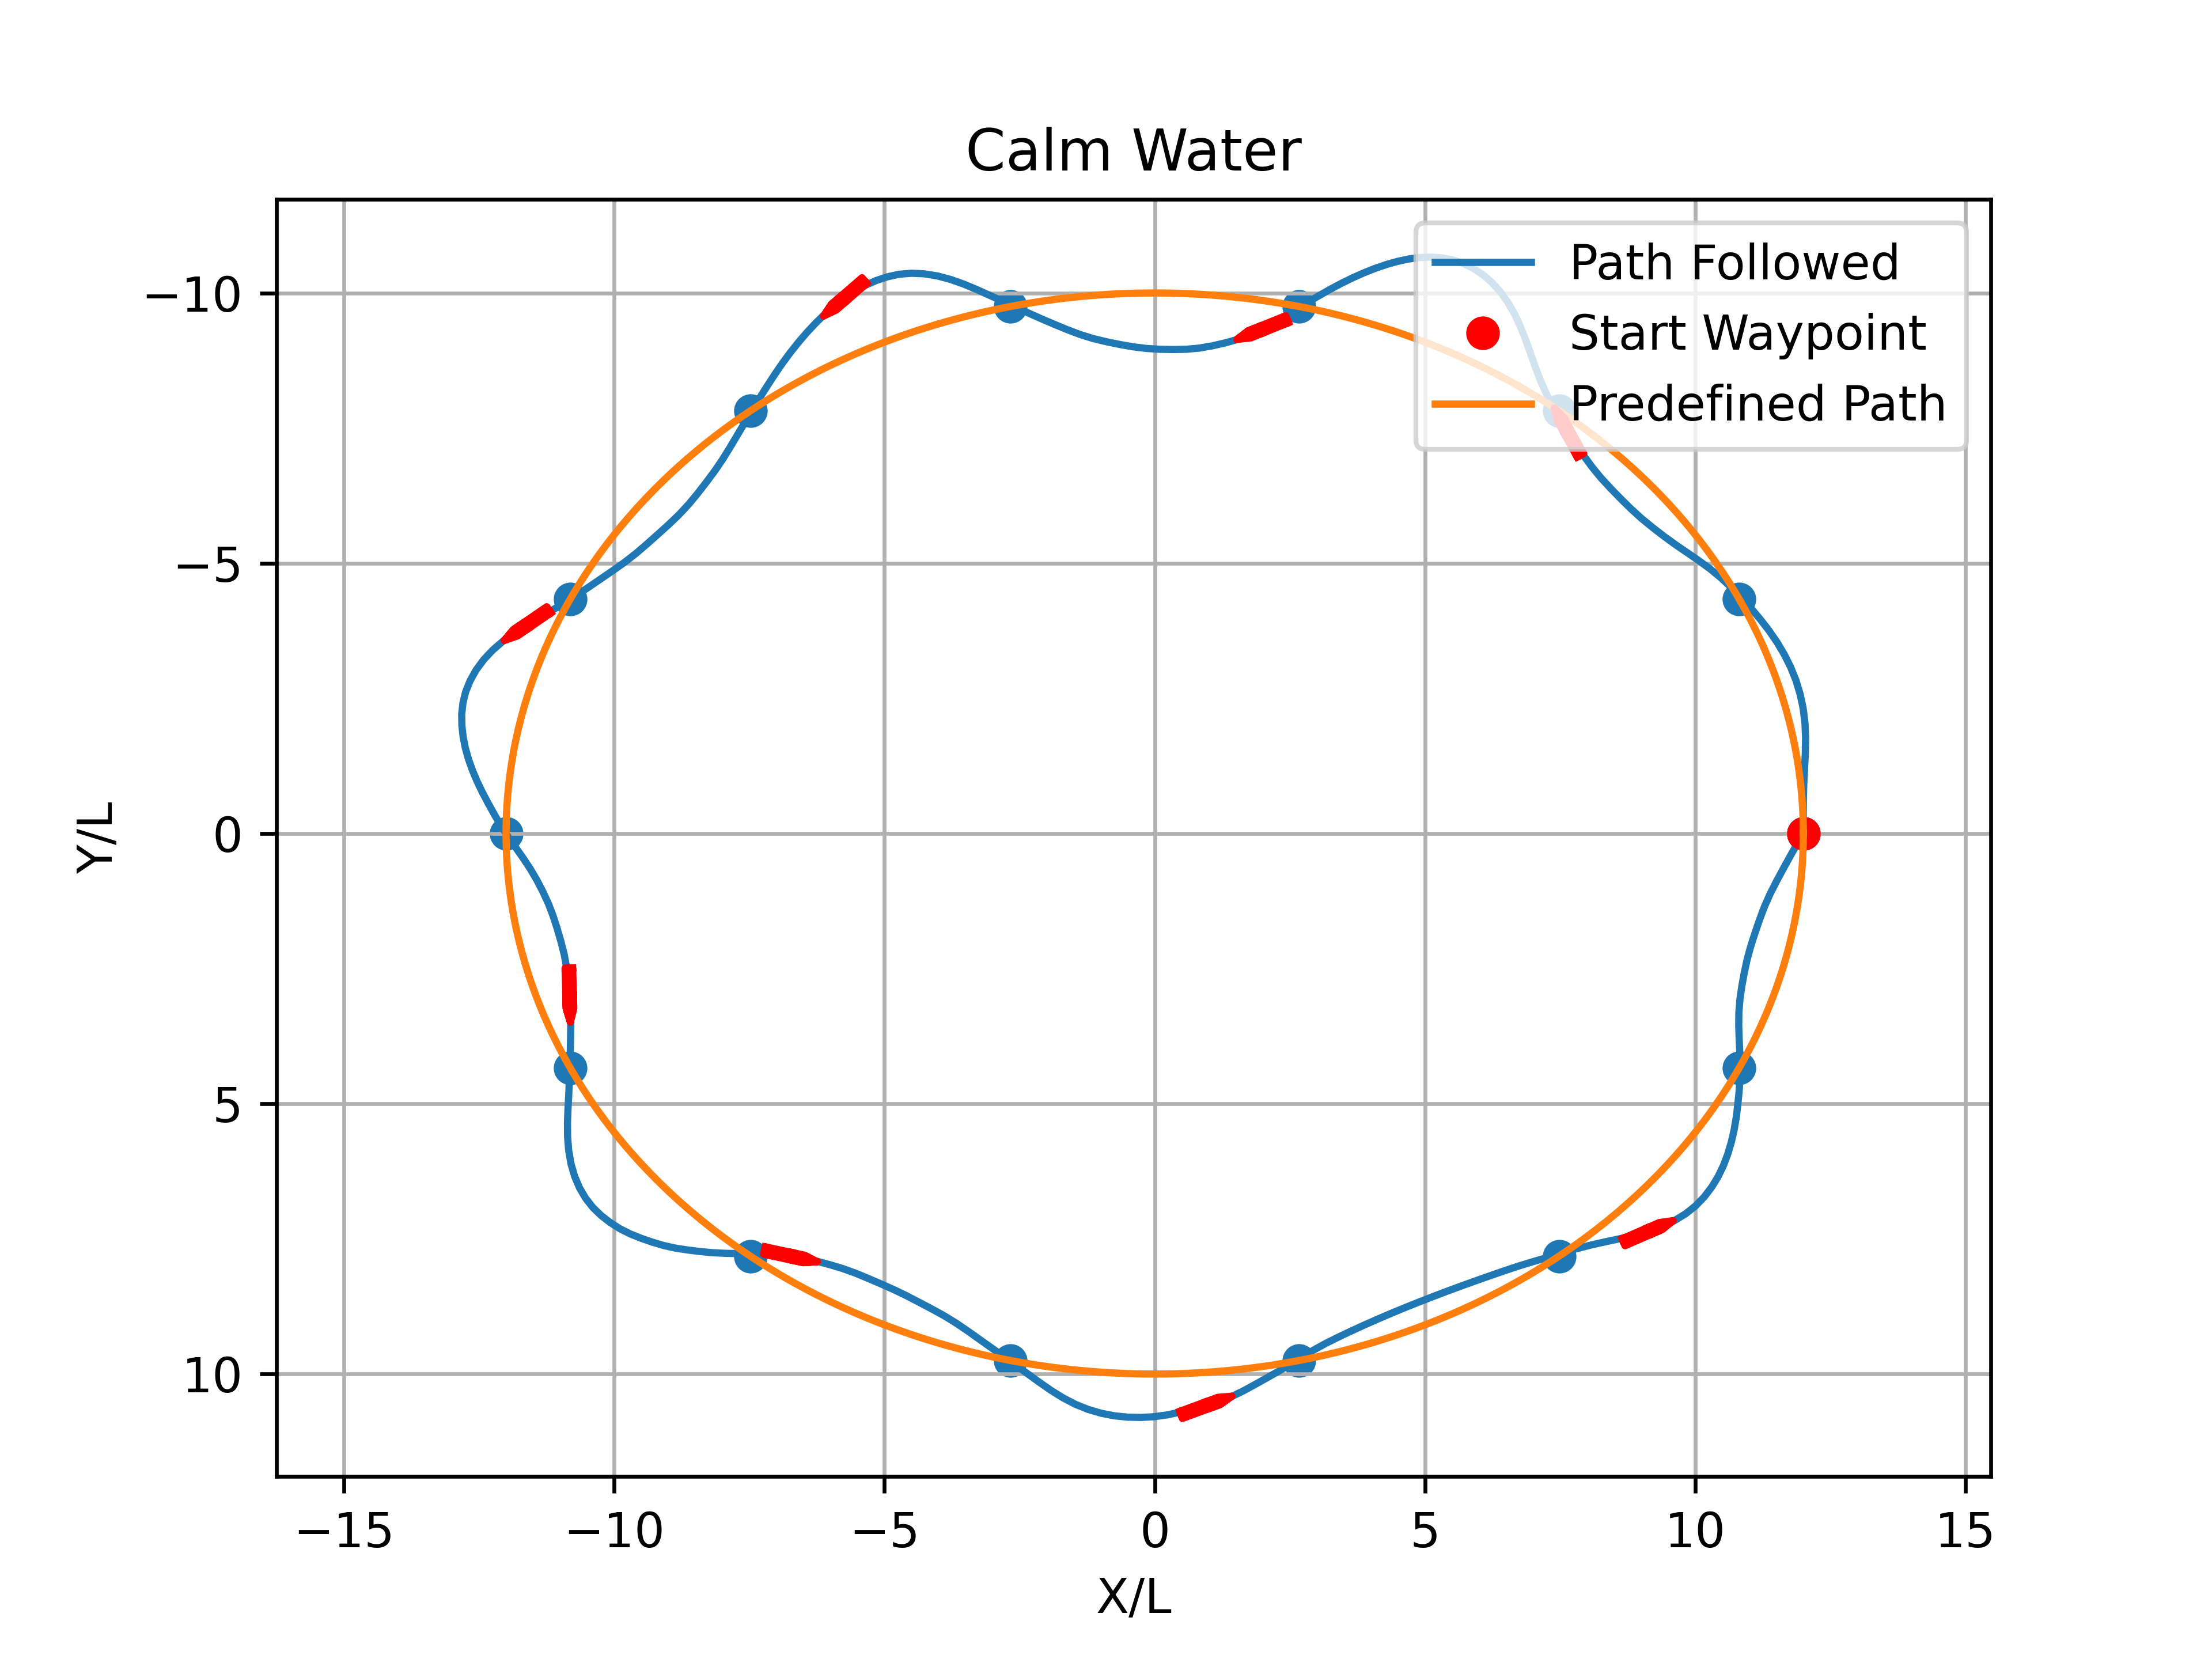 Calm Water
Path Followed
Start Waypoint
Predefined Path
−10
−5
0
5
10
Y/L
−15
−10
−5
0
5
10
15
X/L